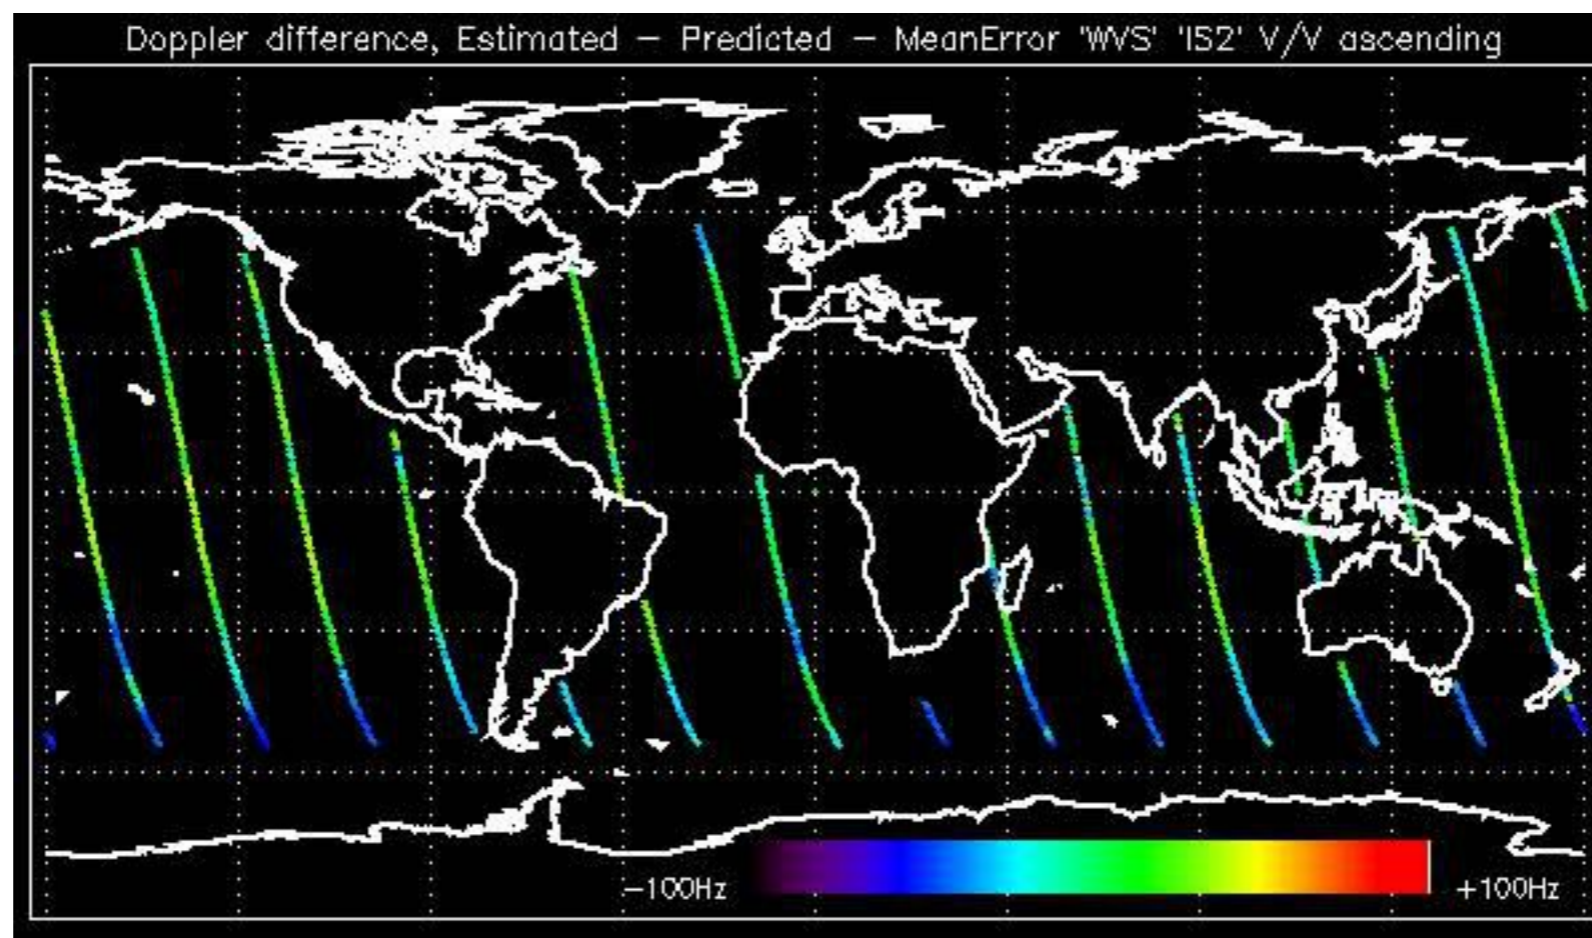 Doppler difference, Estimated - Predicted - MeanError 'WVS' 'IS2' V/V ascending
-100Hz +100Hz